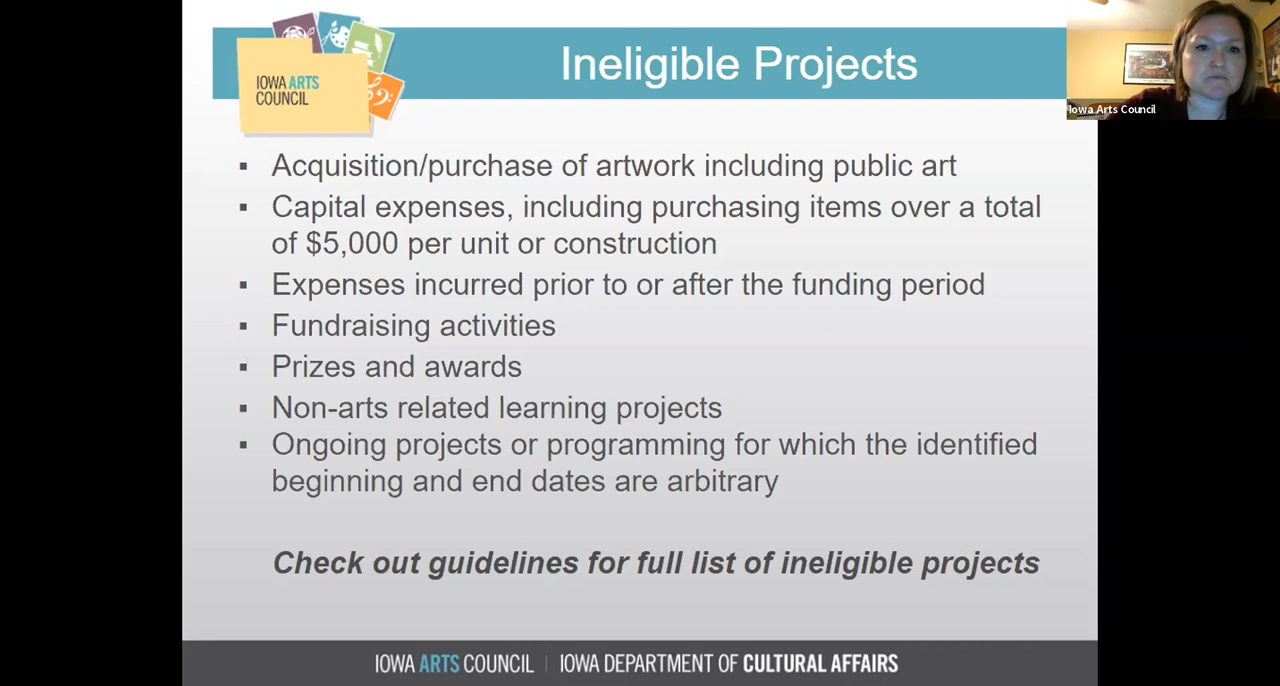 Ineligible Projects
IOWA ARTS
COUNCIL
Iowa Arts Council
▪ Acquisition/purchase of artwork including public art
▪ Capital expenses, including purchasing items over a total
of $5,000 per unit or construction
▪ Expenses incurred prior to or after the funding period
▪ Fundraising activities
▪ Prizes and awards
▪ Non-arts related learning projects
▪ Ongoing projects or programming for which the identified
beginning and end dates are arbitrary
Check out guidelines for full list of ineligible projects
IOWA ARTS COUNCIL | IOWA DEPARTMENT OF CULTURAL AFFAIRS